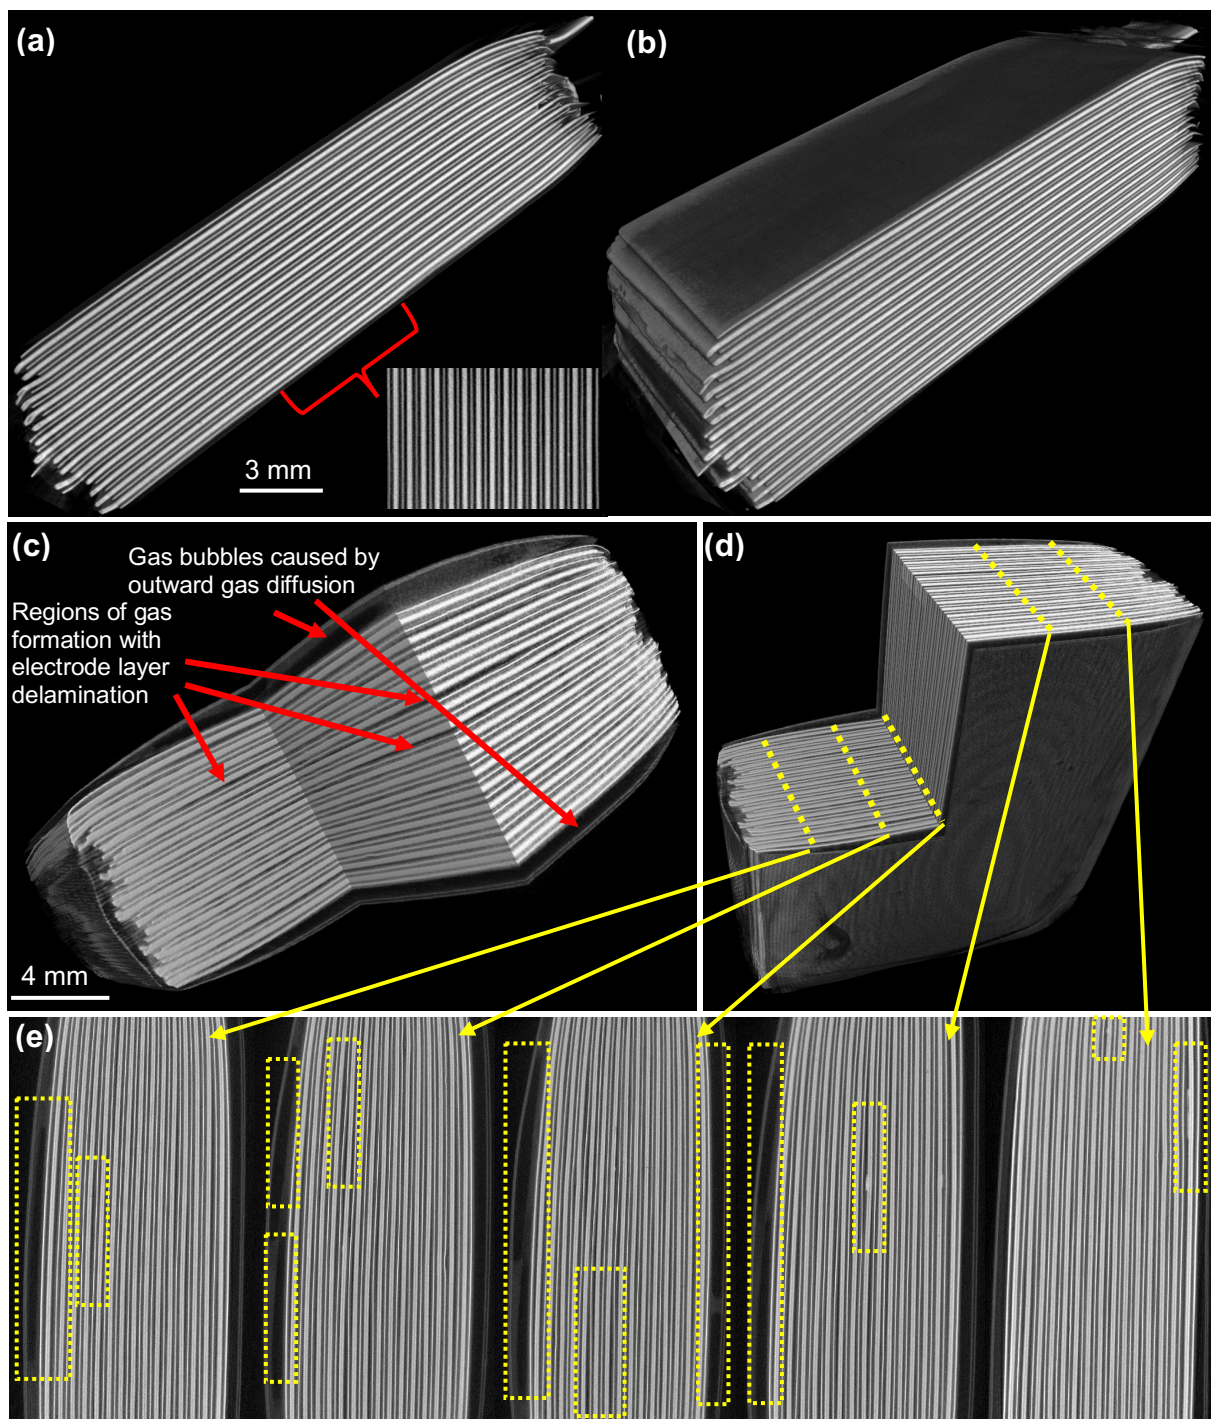 (a)
(b)
3 mm
(c)
Gas bubbles caused by
outward gas diffusion
Regions of gas
formation with
electrode layer
delamination
4 mm
(d)
(e)